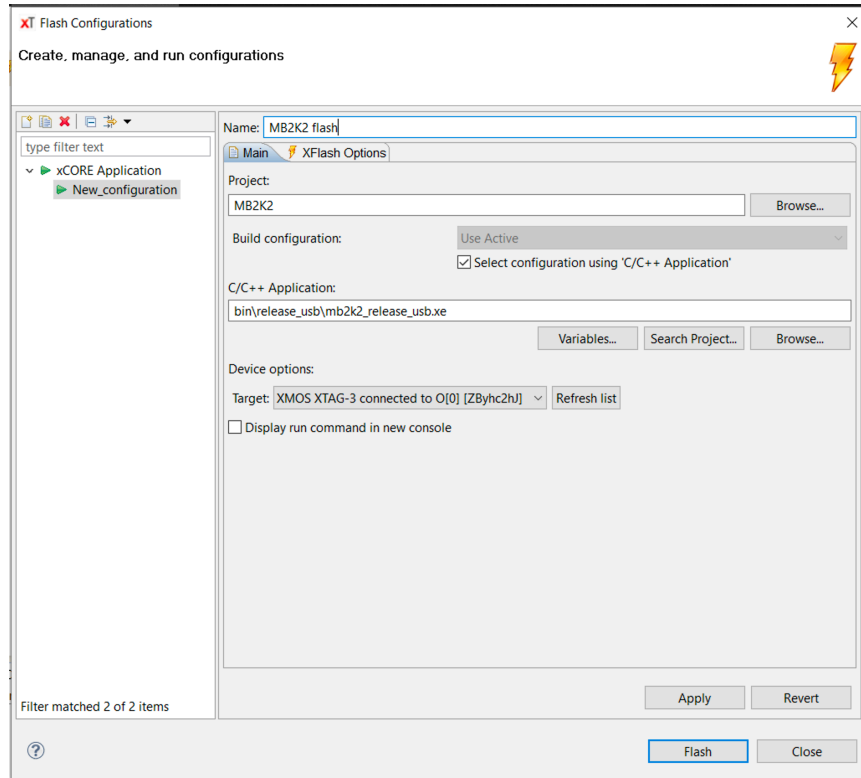 xT Flash Configurations
Create, manage, and run configurations
type filter text
xCORE Application
New_configuration
Filter matched 2 of 2 items
Name: MB2K2 flash
Main XFlash Options
Project:
MB2K2 Browse...
Build configuration: Use Active
Select configuration using 'C/C++ Application'
C/C++ Application:
bin\release_usb\mb2k2_release_usb.xe
Variables... Search Project... Browse...
Device options:
Target: XMOS XTAG-3 connected to O[0] [ZByhc2hJ] Refresh list
Display run command in new console
Apply Revert
? Flash Close